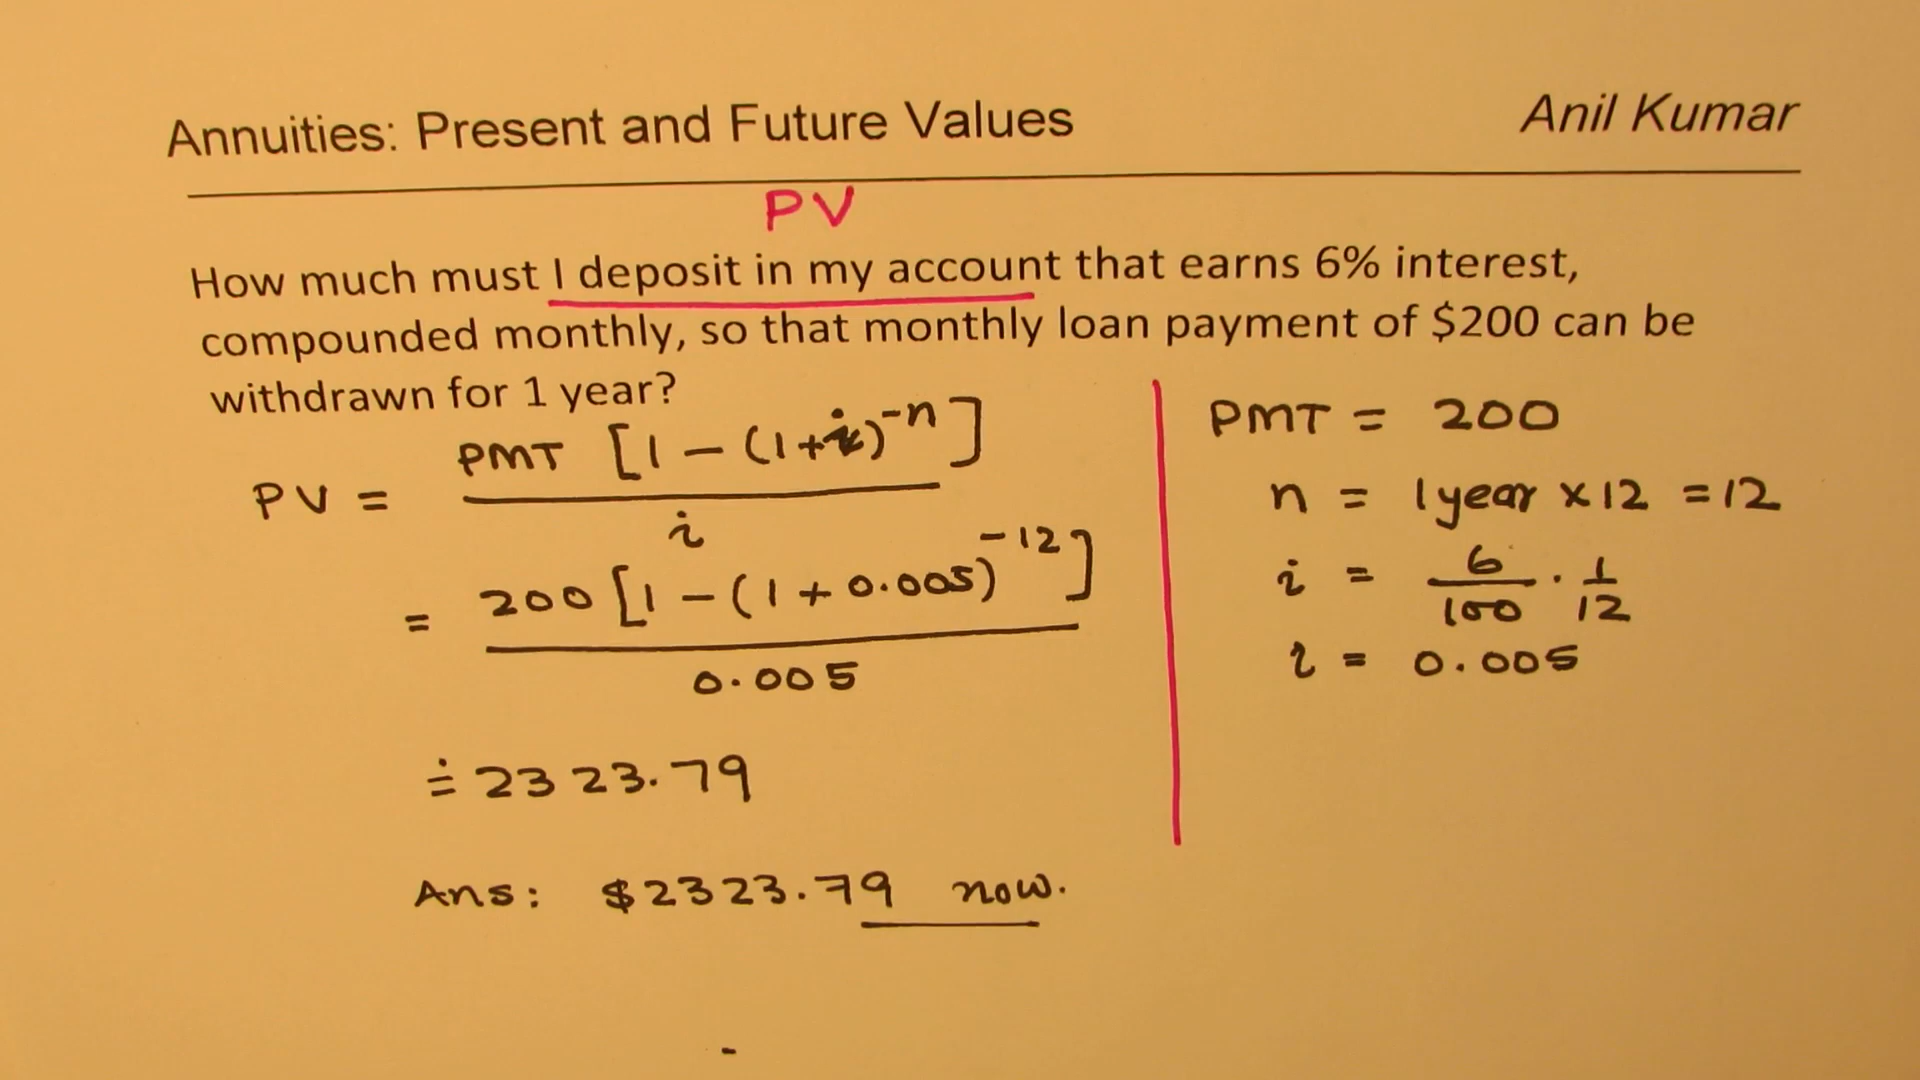 Annuities: Present and Future Values
Anil Kumar
PV
How much must I deposit in my account that earns 6% interest,
compounded monthly, so that monthly loan payment of $200 can be
withdrawn for 1 year?
PV = PMT [1 - (1+i)^-n] / i
= 200 [1 - (1 + 0.005)^-12] / 0.005
≐ 2323.79
Ans: $2323.79 now.
PMT = 200
n = 1 year × 12 = 12
i = 6/100 · 1/12
i = 0.005